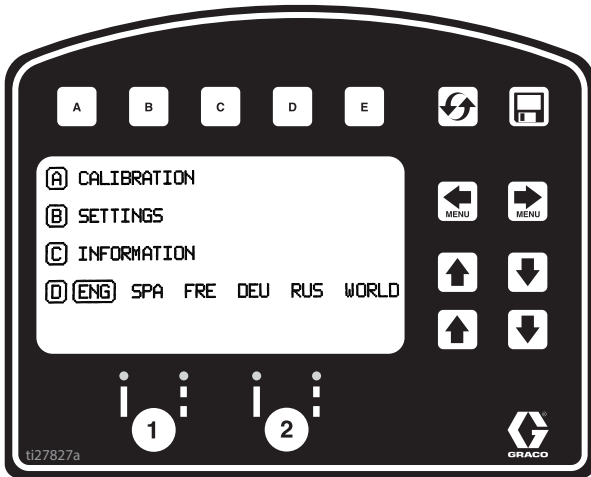 A B C D E
A CALIBRATION
B SETTINGS
MENU MENU
C INFORMATION
D ENG SPA FRE DEU RUS WORLD
1 2
ti27827a
GRACO